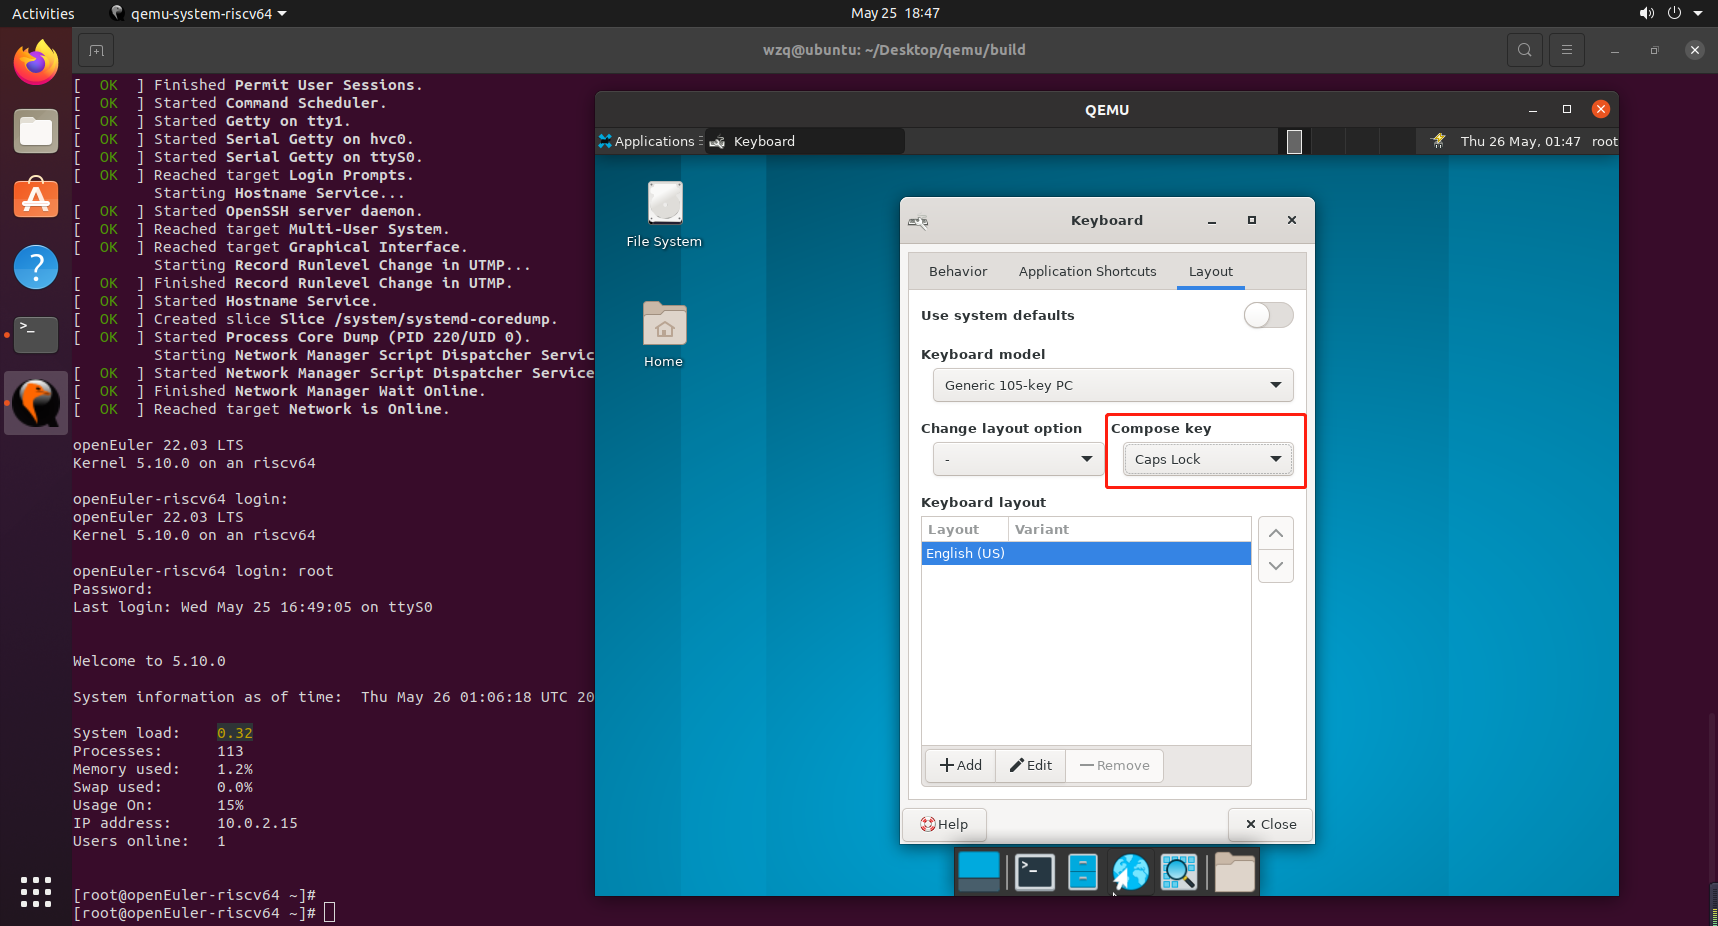 Activities
qemu-system-riscv64
May 25  18:47
wzq@ubuntu: ~/Desktop/qemu/build
[  OK  ] Finished Permit User Sessions.
[  OK  ] Started Command Scheduler.
[  OK  ] Started Getty on tty1.
[  OK  ] Started Serial Getty on hvc0.
[  OK  ] Started Serial Getty on ttyS0.
[  OK  ] Reached target Login Prompts.
         Starting Hostname Service...
[  OK  ] Started OpenSSH server daemon.
[  OK  ] Reached target Multi-User System.
[  OK  ] Reached target Graphical Interface.
         Starting Record Runlevel Change in UTMP...
[  OK  ] Finished Record Runlevel Change in UTMP.
[  OK  ] Started Hostname Service.
[  OK  ] Created slice Slice /system/systemd-coredump.
[  OK  ] Started Process Core Dump (PID 220/UID 0).
         Starting Network Manager Script Dispatcher Servic
[  OK  ] Started Network Manager Script Dispatcher Service
[  OK  ] Finished Network Manager Wait Online.
[  OK  ] Reached target Network is Online.
openEuler 22.03 LTS
Kernel 5.10.0 on an riscv64
openEuler-riscv64 login:
openEuler 22.03 LTS
Kernel 5.10.0 on an riscv64
openEuler-riscv64 login: root
Password:
Last login: Wed May 25 16:49:05 on ttyS0
Welcome to 5.10.0
System information as of time:  Thu May 26 01:06:18 UTC 20
System load:    0.32
Processes:      113
Memory used:    1.2%
Swap used:      0.0%
Usage On:       15%
IP address:     10.0.2.15
Users online:   1
[root@openEuler-riscv64 ~]#
[root@openEuler-riscv64 ~]#
QEMU
Applications
Keyboard
Thu 26 May, 01:47
root
File System
Home
Keyboard
Behavior
Application Shortcuts
Layout
Use system defaults
Keyboard model
Generic 105-key PC
Change layout option
Compose key
-
Caps Lock
Keyboard layout
Layout
Variant
English (US)
Add
Edit
Remove
Help
Close